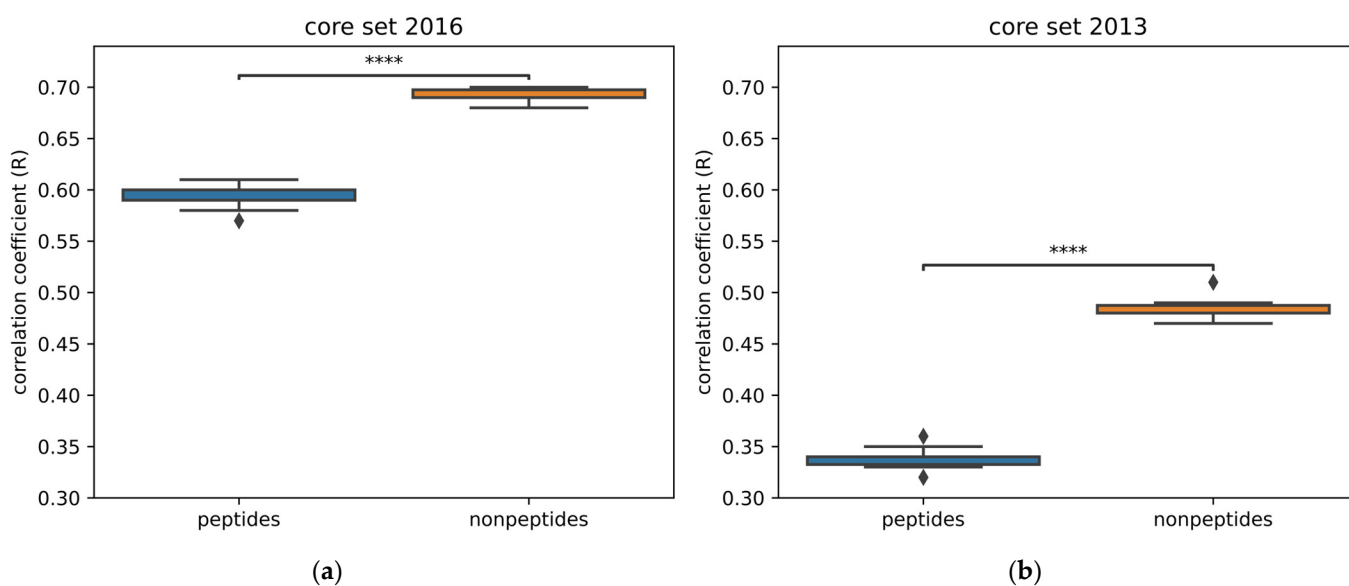 core set 2016
****
0.70
0.65
0.60
0.55
0.50
0.45
0.40
0.35
0.30
correlation coefficient (R)
peptides
nonpeptides
(a)
core set 2013
****
0.70
0.65
0.60
0.55
0.50
0.45
0.40
0.35
0.30
correlation coefficient (R)
peptides
nonpeptides
(b)